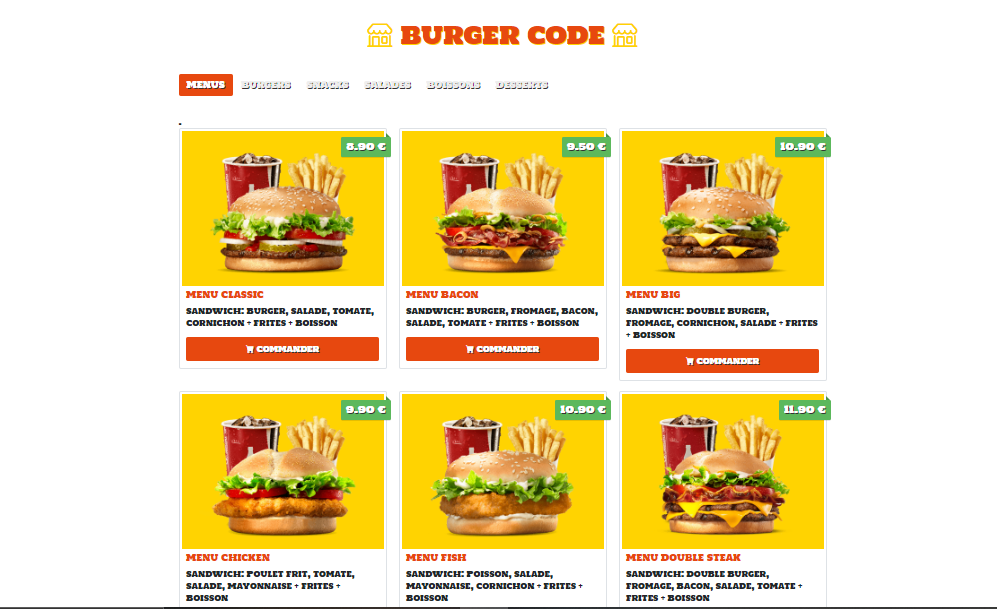 BURGER CODE
MENUS BURGERS SNACKS SALADES BOISSONS DESSERTS
8.90 €
9.50 €
10.90 €
MENU CLASSIC
SANDWICH: BURGER, SALADE, TOMATE,
CORNICHON + FRITES + BOISSON
COMMANDER
MENU BACON
SANDWICH: BURGER, FROMAGE, BACON,
SALADE, TOMATE + FRITES + BOISSON
COMMANDER
MENU BIG
SANDWICH: DOUBLE BURGER,
FROMAGE, CORNICHON, SALADE + FRITES
+ BOISSON
COMMANDER
9.90 €
10.90 €
11.90 €
MENU CHICKEN
SANDWICH: POULET FRIT, TOMATE,
SALADE, MAYONNAISE + FRITES +
BOISSON
MENU FISH
SANDWICH: POISSON, SALADE,
MAYONNAISE, CORNICHON + FRITES +
BOISSON
MENU DOUBLE STEAK
SANDWICH: DOUBLE BURGER,
FROMAGE, BACON, SALADE, TOMATE +
FRITES + BOISSON